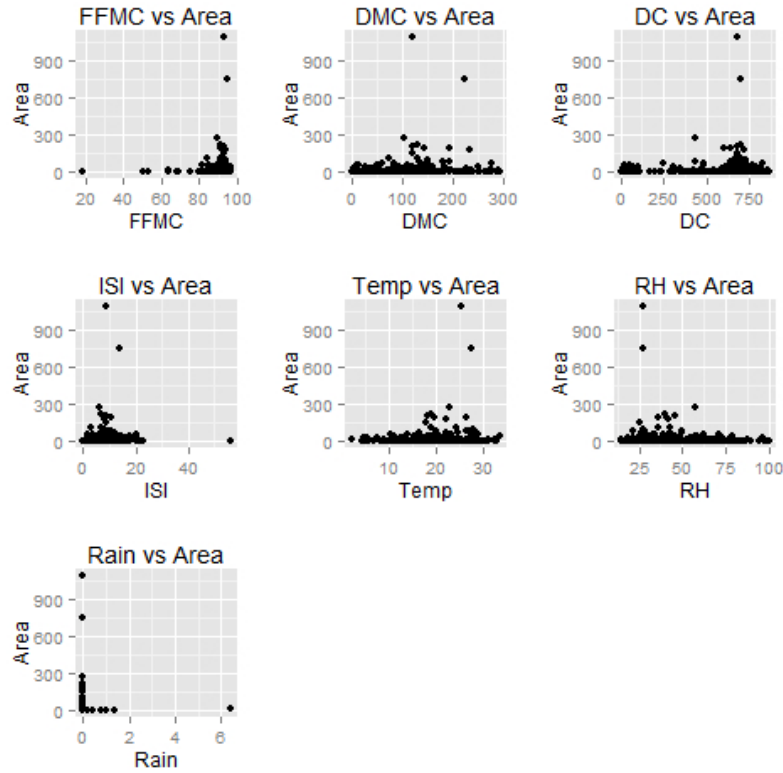 FFMC vs Area
900
600
300
0
Area
20 40 60 80 100
FFMC
DMC vs Area
900
600
300
0
Area
0 100 200 300
DMC
DC vs Area
900
600
300
0
Area
0 250 500 750
DC
ISI vs Area
900
600
300
0
Area
0 20 40
ISI
Temp vs Area
900
600
300
0
Area
10 20 30
Temp
RH vs Area
900
600
300
0
Area
25 50 75 100
RH
Rain vs Area
900
600
300
0
Area
0 2 4 6
Rain